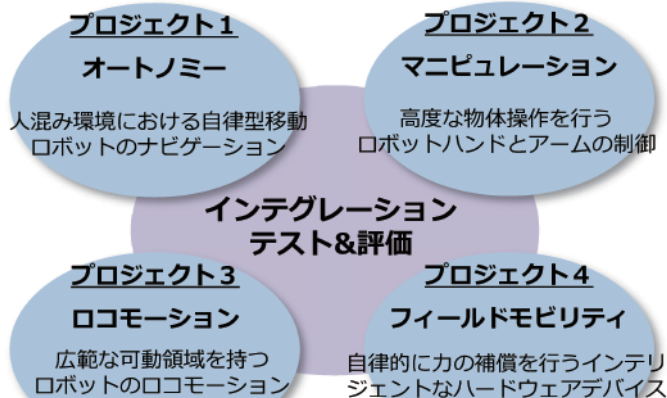 プロジェクト1
オートノミー
人混み環境における自律型移動
ロボットのナビゲーション
プロジェクト2
マニピュレーション
高度な物体操作を行う
ロボットハンドとアームの制御
インテグレーション
テスト&評価
プロジェクト3
ロコモーション
広範な可動領域を持つ
ロボットのロコモーション
プロジェクト4
フィールドモビリティ
自律的に力の補償を行うインテリ
ジェントなハードウェアデバイス